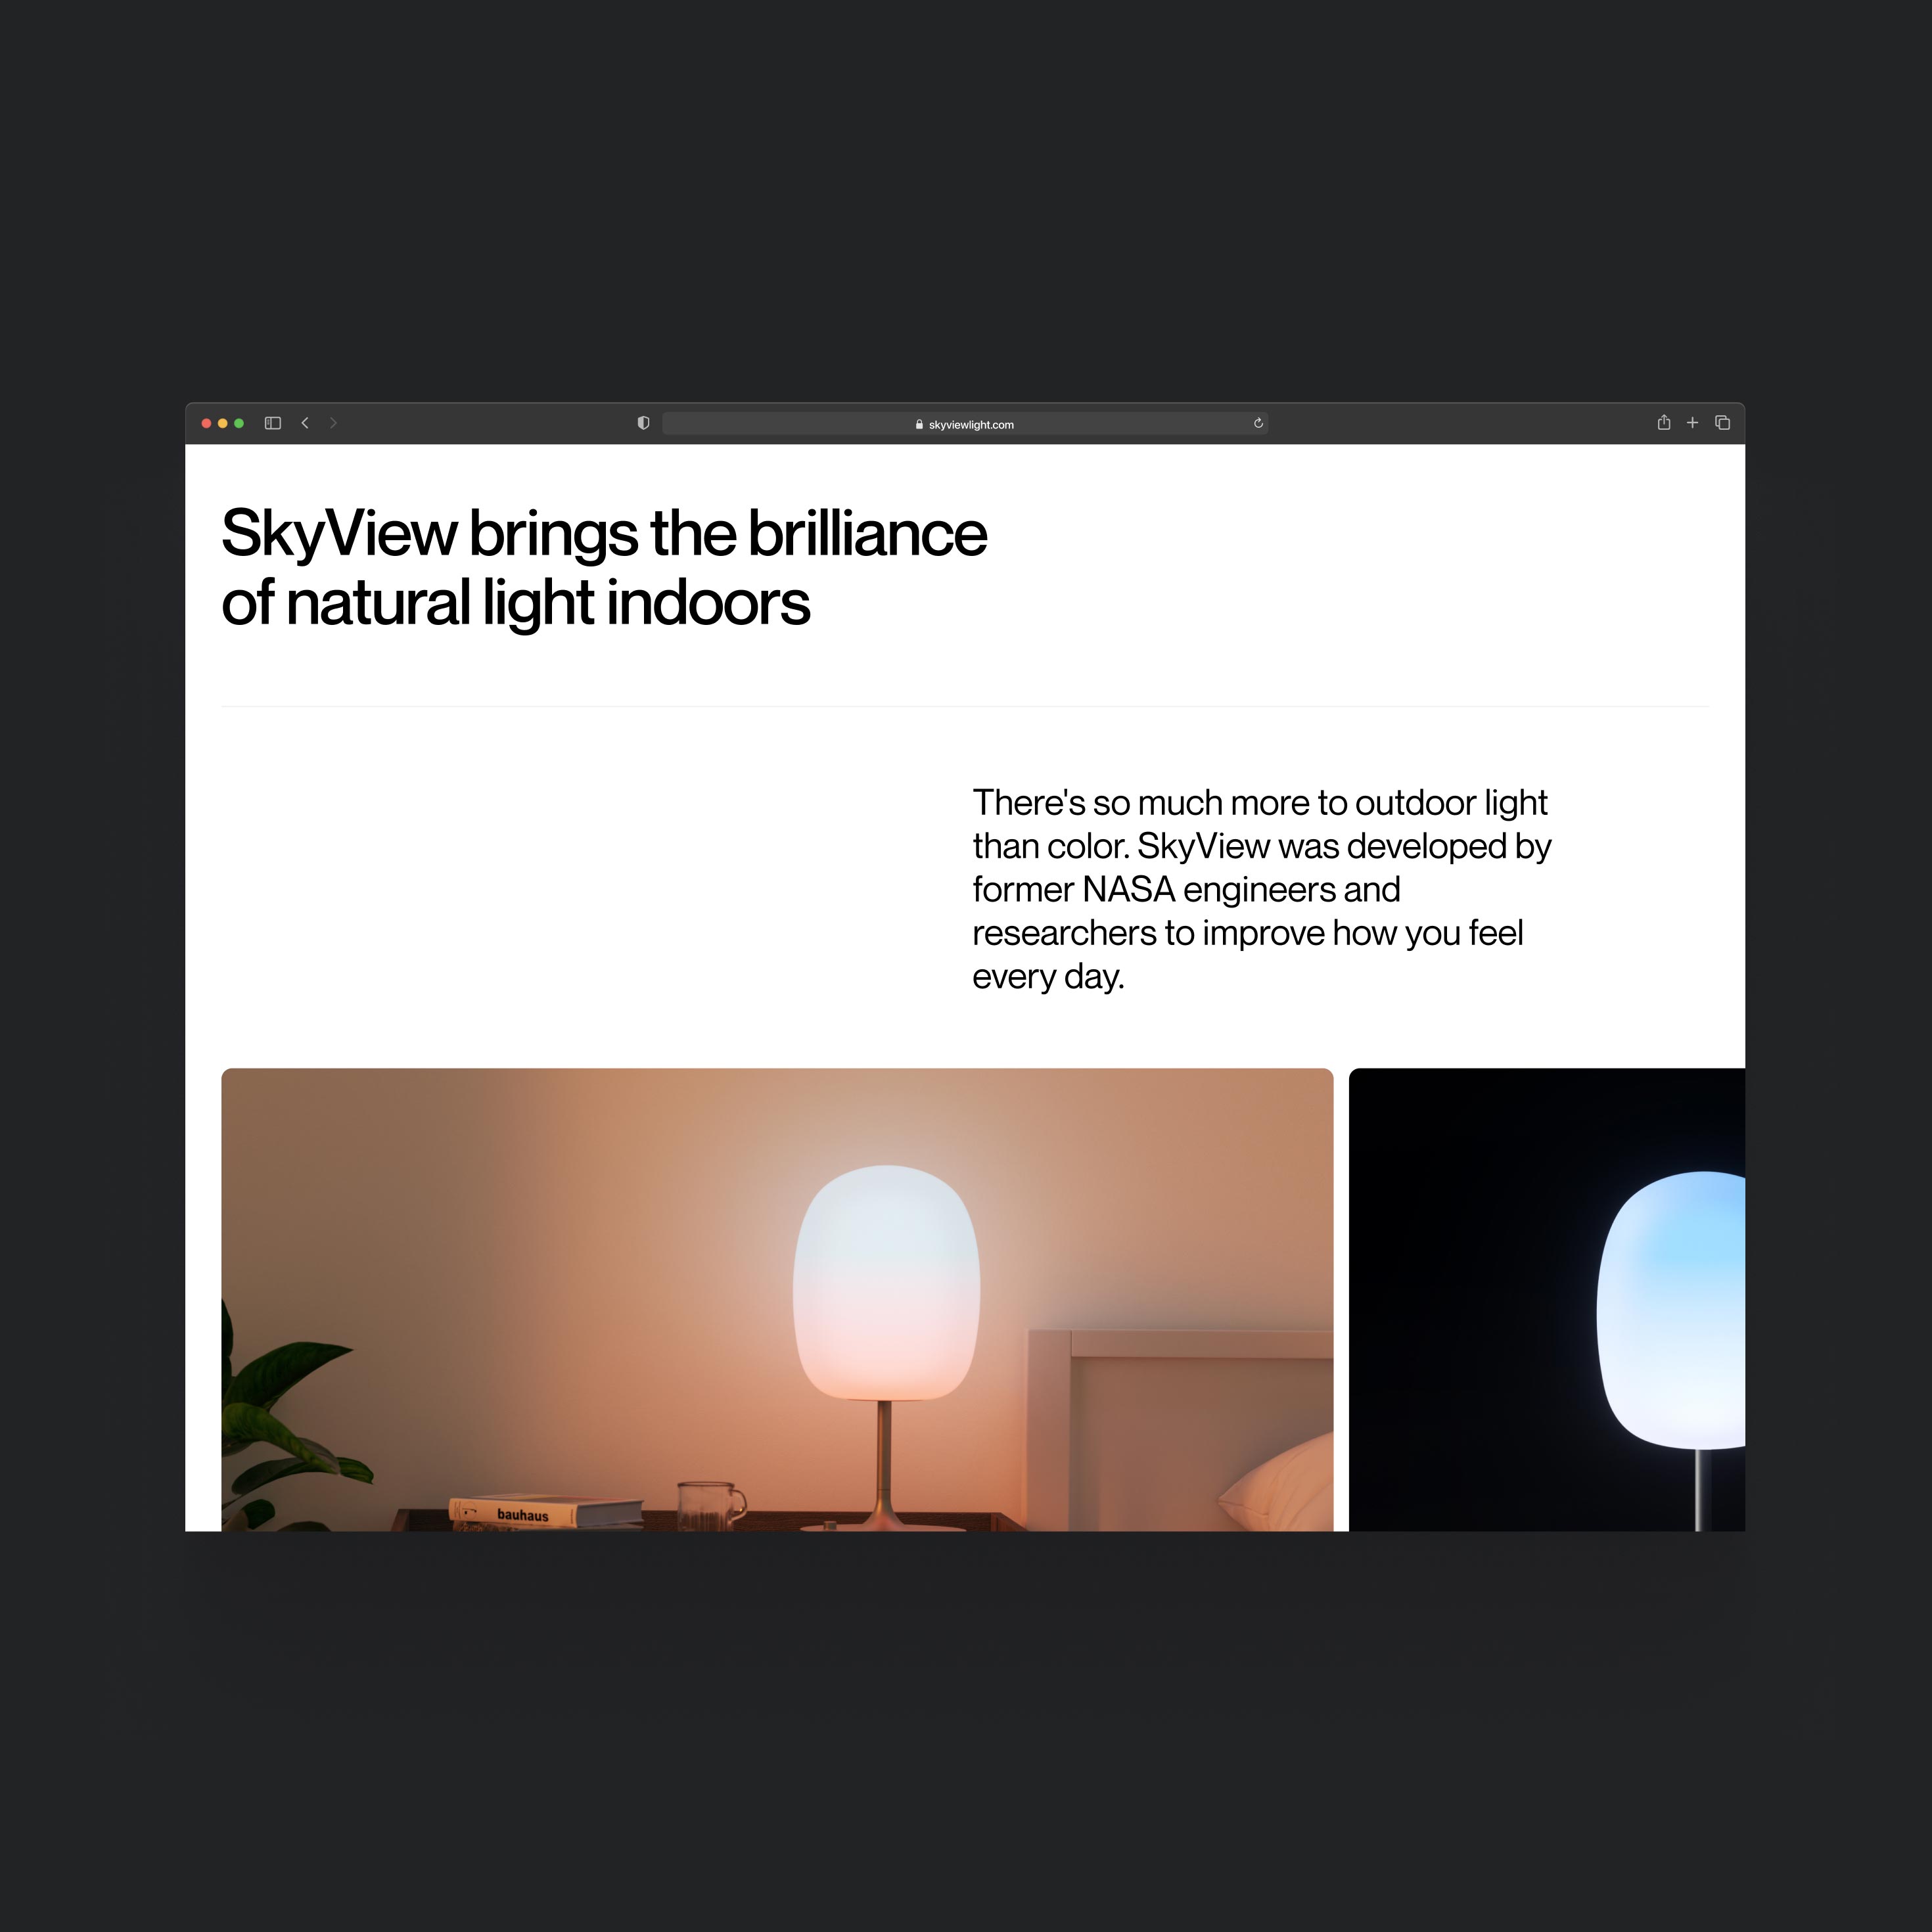 skyviewlight.com
SkyView brings the brilliance
of natural light indoors
There's so much more to outdoor light
than color. SkyView was developed by
former NASA engineers and
researchers to improve how you feel
every day.
bauhaus